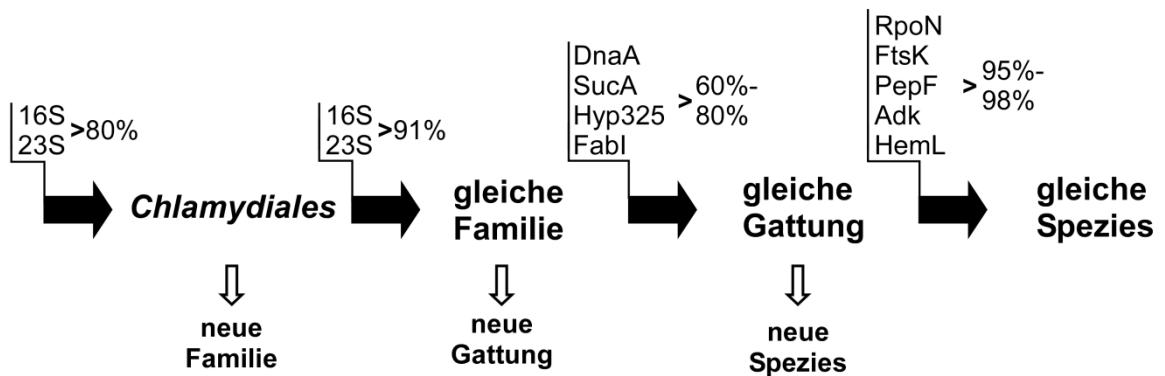 16S
23S
>80%
Chlamydiales
neue
Familie
16S
23S
>91%
gleiche
Familie
neue
Gattung
DnaA
SucA
Hyp325
FabI
>60%-
80%
gleiche
Gattung
neue
Spezies
RpoN
FtsK
PepF
Adk
HemL
>95%-
98%
gleiche
Spezies